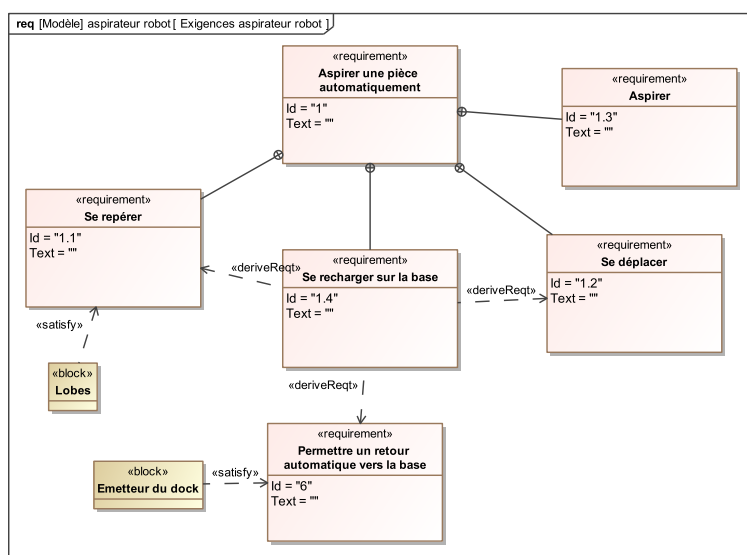 req [Modèle] aspirateur robot [ Exigences aspirateur robot ]
«requirement»
Aspirer une pièce
automatiquement
Id = "1"
Text = ""
«requirement»
Aspirer
Id = "1.3"
Text = ""
«requirement»
Se repérer
Id = "1.1"
Text = ""
«deriveReqt»
«requirement»
Se recharger sur la base
Id = "1.4"
Text = ""
«deriveReqt»
«requirement»
Se déplacer
Id = "1.2"
Text = ""
«satisfy»
«block»
Lobes
«deriveReqt»
«requirement»
Permettre un retour
automatique vers la base
Id = "6"
Text = ""
«block»
Emetteur du dock
«satisfy»